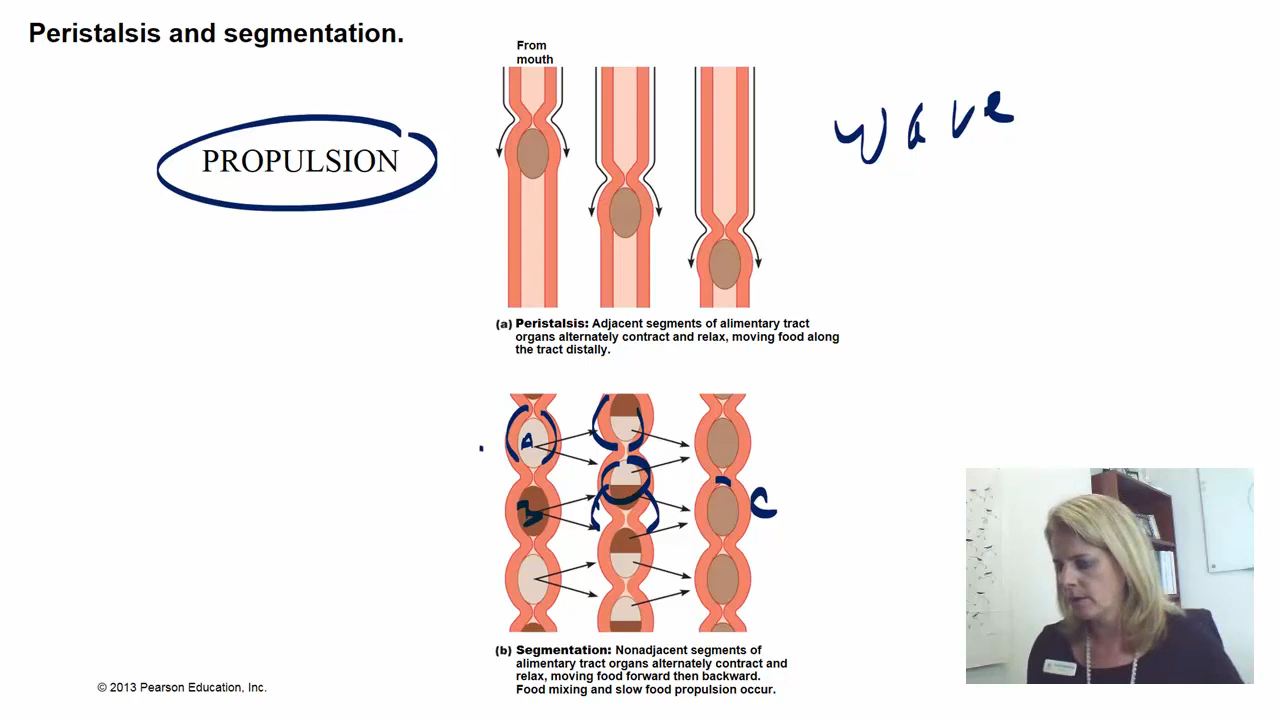 Peristalsis and segmentation.
From
mouth
PROPULSION
wave
(a) Peristalsis: Adjacent segments of alimentary tract
organs alternately contract and relax, moving food along
the tract distally.
(b) Segmentation: Nonadjacent segments of
alimentary tract organs alternately contract and
relax, moving food forward then backward.
Food mixing and slow food propulsion occur.
© 2013 Pearson Education, Inc.